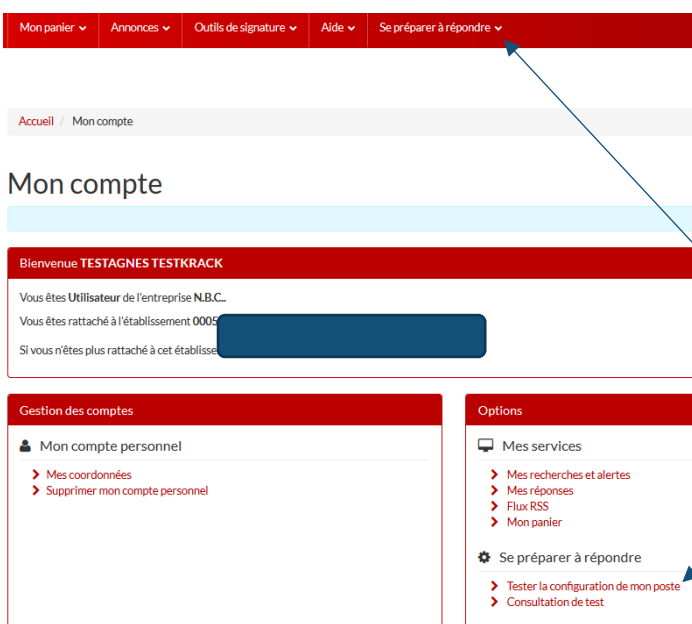 Mon panier Annonces Outils de signature Aide Se préparer à répondre
Accueil / Mon compte
Mon compte
Bienvenue TESTAGNES TESTKRACK
Vous êtes Utilisateur de l'entreprise N.B.C..
Vous êtes rattaché à l'établissement 0005
Si vous n'êtes plus rattaché à cet établisse
Gestion des comptes
Mon compte personnel
Mes coordonnées
Supprimer mon compte personnel
Options
Mes services
Mes recherches et alertes
Mes réponses
Flux RSS
Mon panier
Se préparer à répondre
Tester la configuration de mon poste
Consultation de test